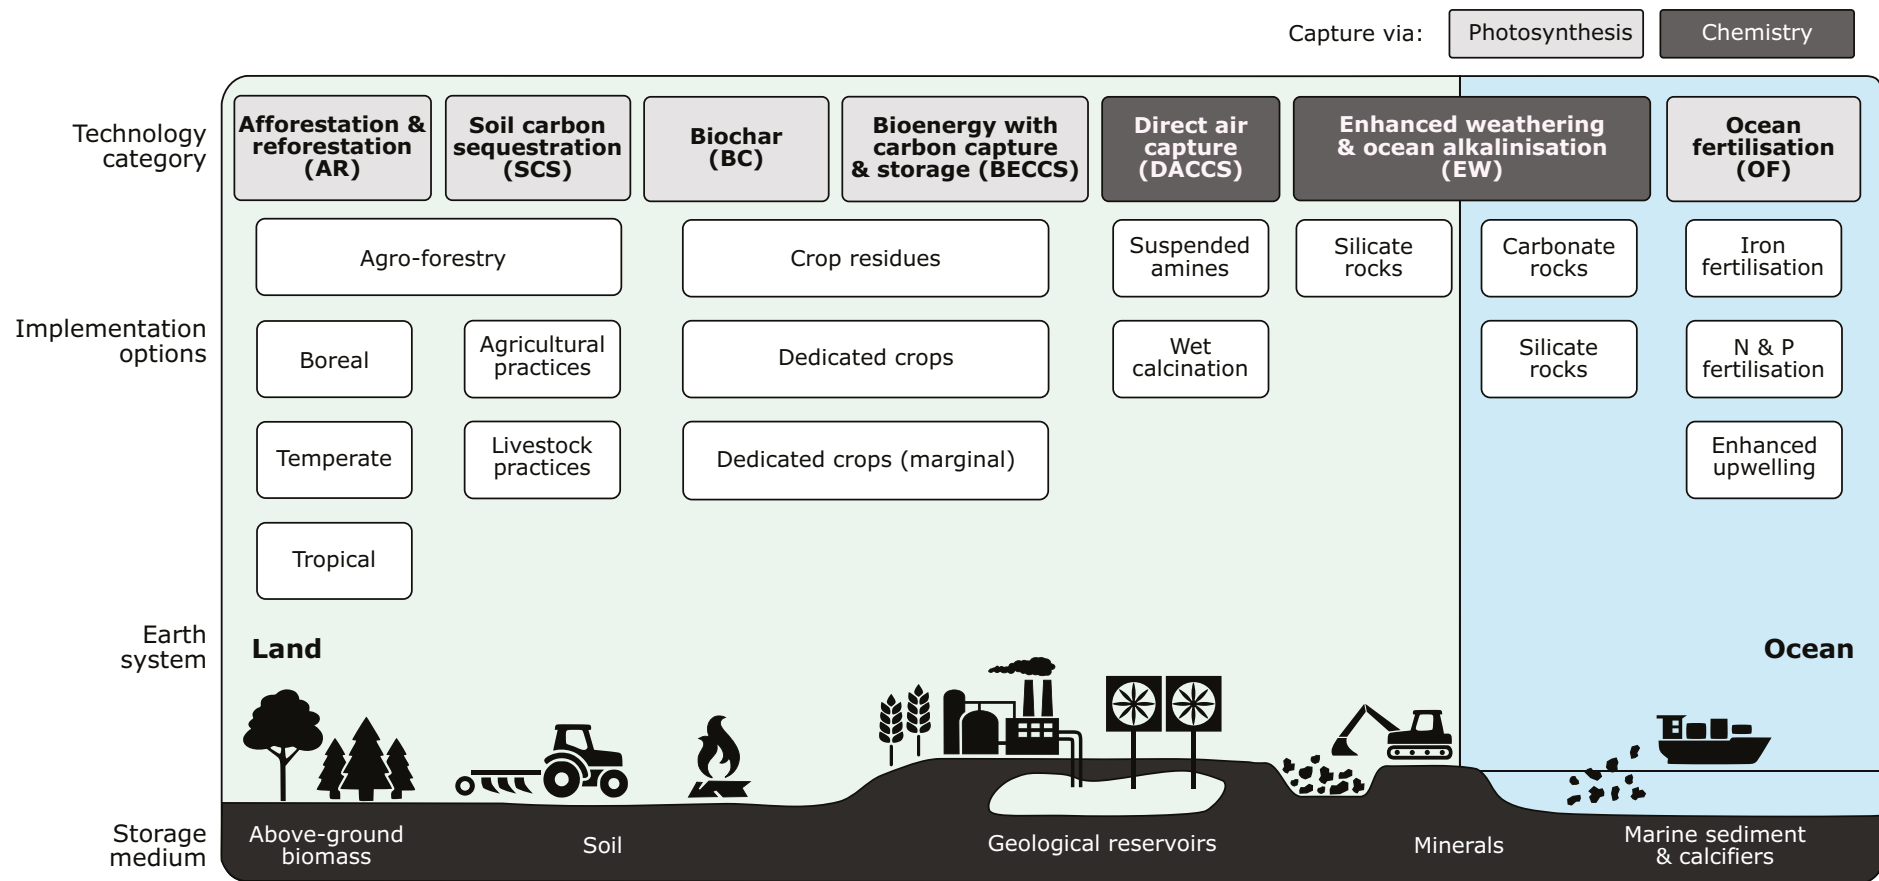 Capture via:
Photosynthesis
Chemistry
Technology
category
Afforestation &
reforestation
(AR)
Soil carbon
sequestration
(SCS)
Biochar
(BC)
Bioenergy with
carbon capture
& storage (BECCS)
Direct air
capture
(DACCS)
Enhanced weathering
& ocean alkalinisation
(EW)
Ocean
fertilisation
(OF)
Implementation
options
Agro-forestry
Crop residues
Suspended
amines
Silicate
rocks
Carbonate
rocks
Iron
fertilisation
Boreal
Agricultural
practices
Dedicated crops
Wet
calcination
Silicate
rocks
N & P
fertilisation
Temperate
Livestock
practices
Dedicated crops (marginal)
Enhanced
upwelling
Tropical
Earth
system
Land
Ocean
Storage
medium
Above-ground
biomass
Soil
Geological reservoirs
Minerals
Marine sediment
& calcifiers